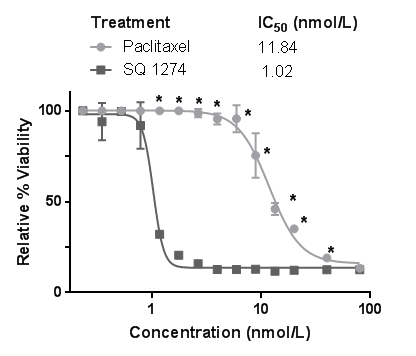 Treatment IC50 (nmol/L)
Paclitaxel 11.84
SQ 1274 1.02
100
50
0
Relative % Viability
* * * * * * * * *
1 10 100
Concentration (nmol/L)